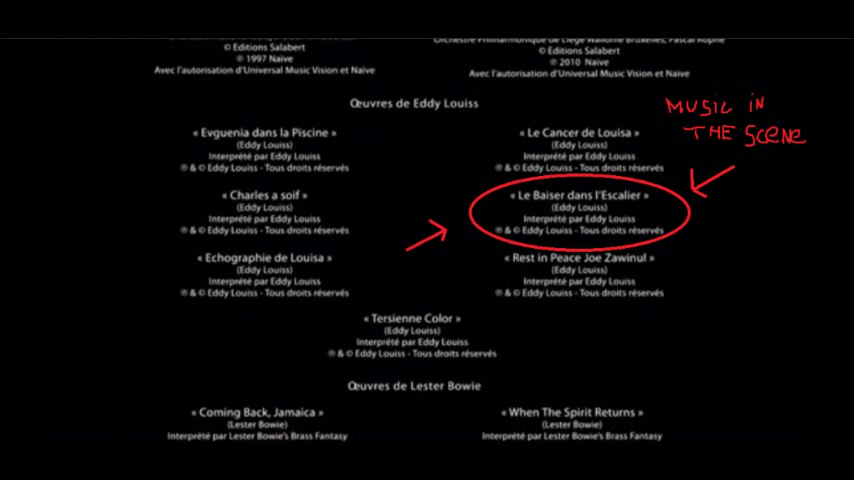 © Editions Salabert
℗ 1997 Naïve
Avec l'autorisation d'Universal Music Vision et Naïve
Orchestre Philharmonique de Liège Wallonie Bruxelles, Pascal Rophé
© Editions Salabert
℗ 2010 Naïve
Avec l'autorisation d'Universal Music Vision et Naïve
MUSIC IN
THE SCENE
Œuvres de Eddy Louiss
« Evguenia dans la Piscine »
(Eddy Louiss)
Interprété par Eddy Louiss
℗ & © Eddy Louiss - Tous droits réservés
« Le Cancer de Louisa »
(Eddy Louiss)
Interprété par Eddy Louiss
℗ & © Eddy Louiss - Tous droits réservés
« Charles a soif »
(Eddy Louiss)
Interprété par Eddy Louiss
℗ & © Eddy Louiss - Tous droits réservés
« Le Baiser dans l'Escalier »
(Eddy Louiss)
Interprété par Eddy Louiss
℗ & © Eddy Louiss - Tous droits réservés
« Echographie de Louisa »
(Eddy Louiss)
Interprété par Eddy Louiss
℗ & © Eddy Louiss - Tous droits réservés
« Rest in Peace Joe Zawinul »
(Eddy Louiss)
Interprété par Eddy Louiss
℗ & © Eddy Louiss - Tous droits réservés
« Tersienne Color »
(Eddy Louiss)
Interprété par Eddy Louiss
℗ & © Eddy Louiss - Tous droits réservés
Œuvres de Lester Bowie
« Coming Back, Jamaica »
(Lester Bowie)
Interprété par Lester Bowie's Brass Fantasy
« When The Spirit Returns »
(Lester Bowie)
Interprété par Lester Bowie's Brass Fantasy